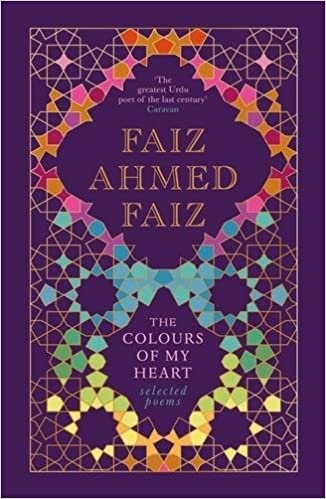 'The
greatest Urdu
poet of the last century'
Caravan
FAIZ
AHMED
FAIZ
THE
COLOURS
OF MY
HEART
selected
poems